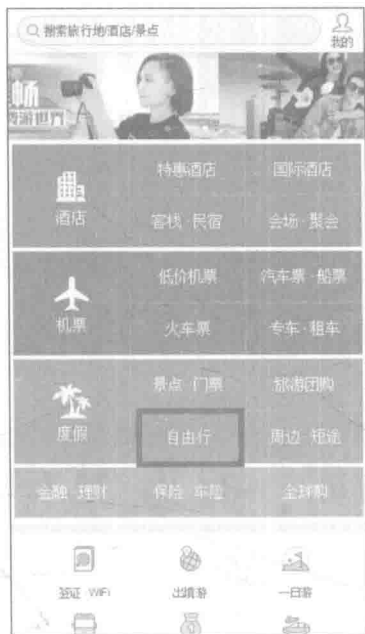 搜索旅行地/酒店/景点
我的
畅
游世界
特惠酒店 国际酒店
酒店
客栈·民宿 会场·聚会
低价机票 汽车票·船票
机票
火车票 专车·租车
景点·门票 旅游团购
度假
自由行 周边·短途
金融·理财 保险·车险 全球购
签证·WiFi 出境游 一日游